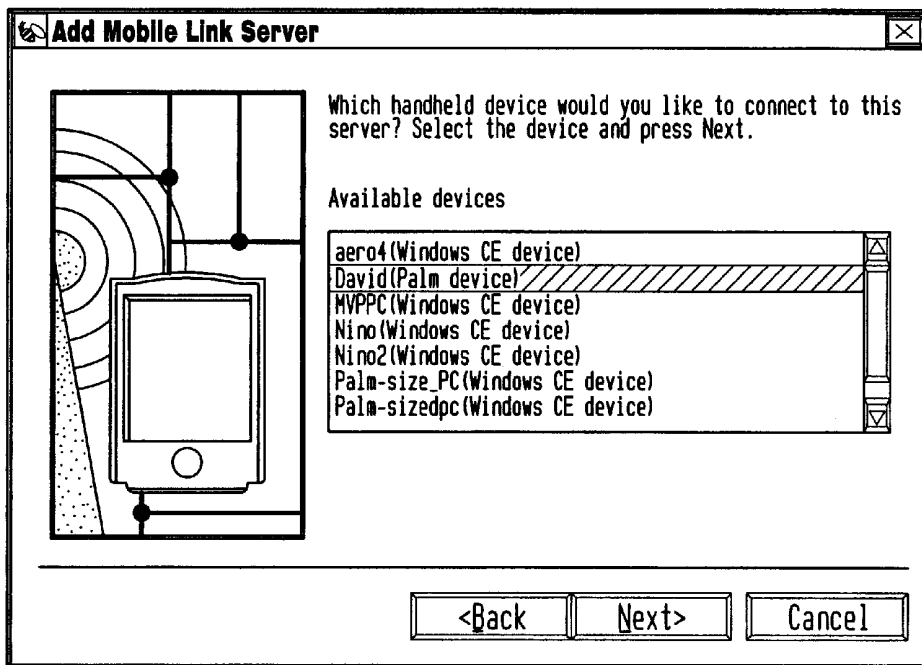 Add Mobile Link Server
Which handheld device would you like to connect to this
server? Select the device and press Next.
Available devices
aero4(Windows CE device)
David(Palm device)
MVPPC(Windows CE device)
Nino(Windows CE device)
Nino2(Windows CE device)
Palm-size_PC(Windows CE device)
Palm-sizedpc(Windows CE device)
<Back
Next>
Cancel